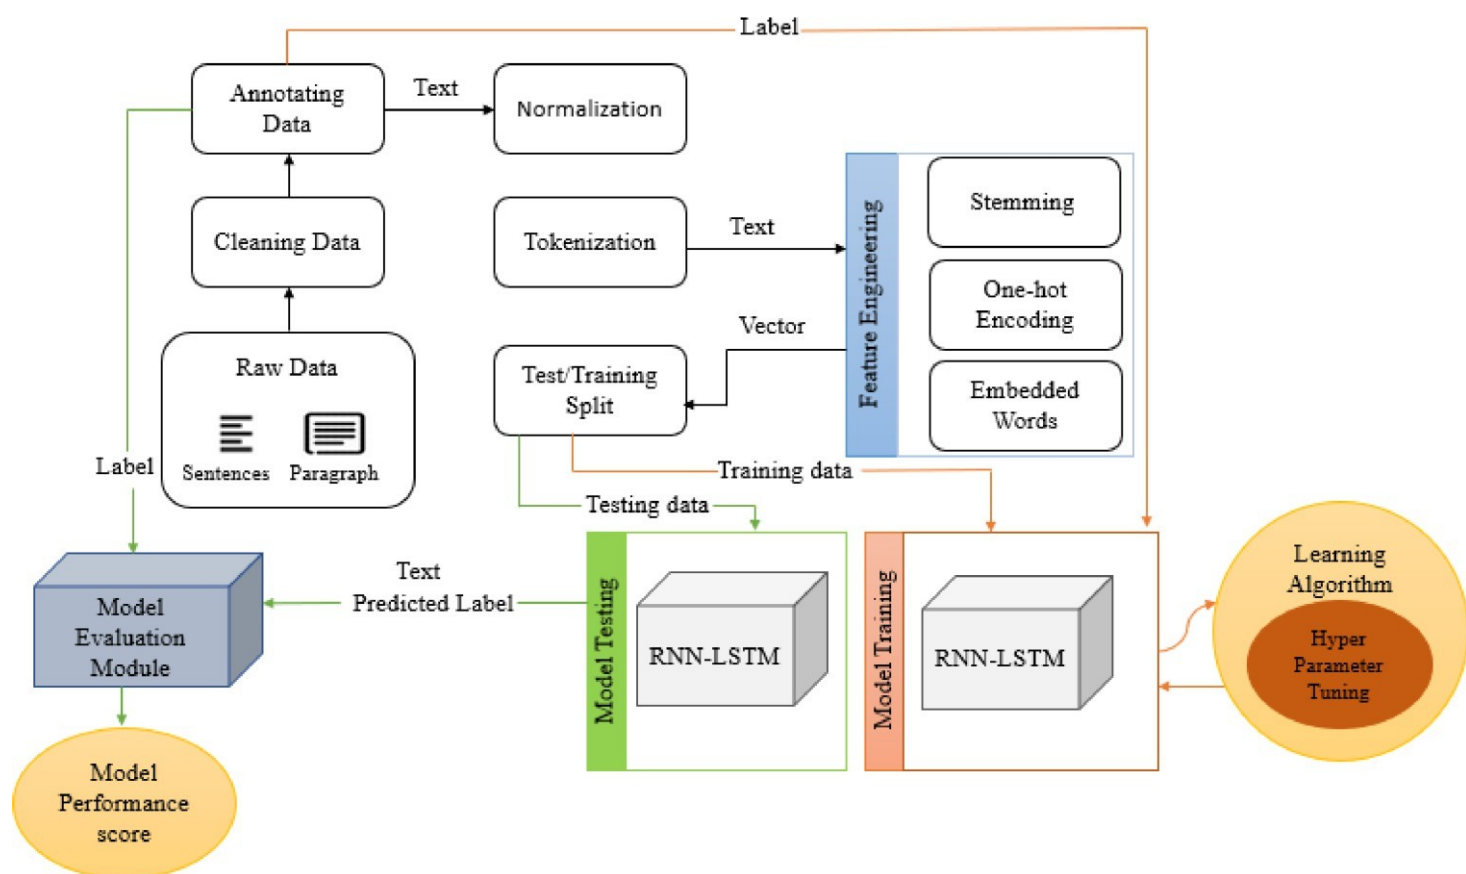 Label
Annotating
Data
Text
Normalization
Cleaning Data
Tokenization
Text
Feature Engineering
Stemming
One-hot
Encoding
Embedded
Words
Vector
Raw Data
Sentences
Paragraph
Test/Training
Split
Label
Training data
Testing data
Text
Predicted Label
Model
Evaluation
Module
Model Testing
RNN-LSTM
Model Training
RNN-LSTM
Learning
Algorithm
Hyper
Parameter
Tuning
Model
Performance
score